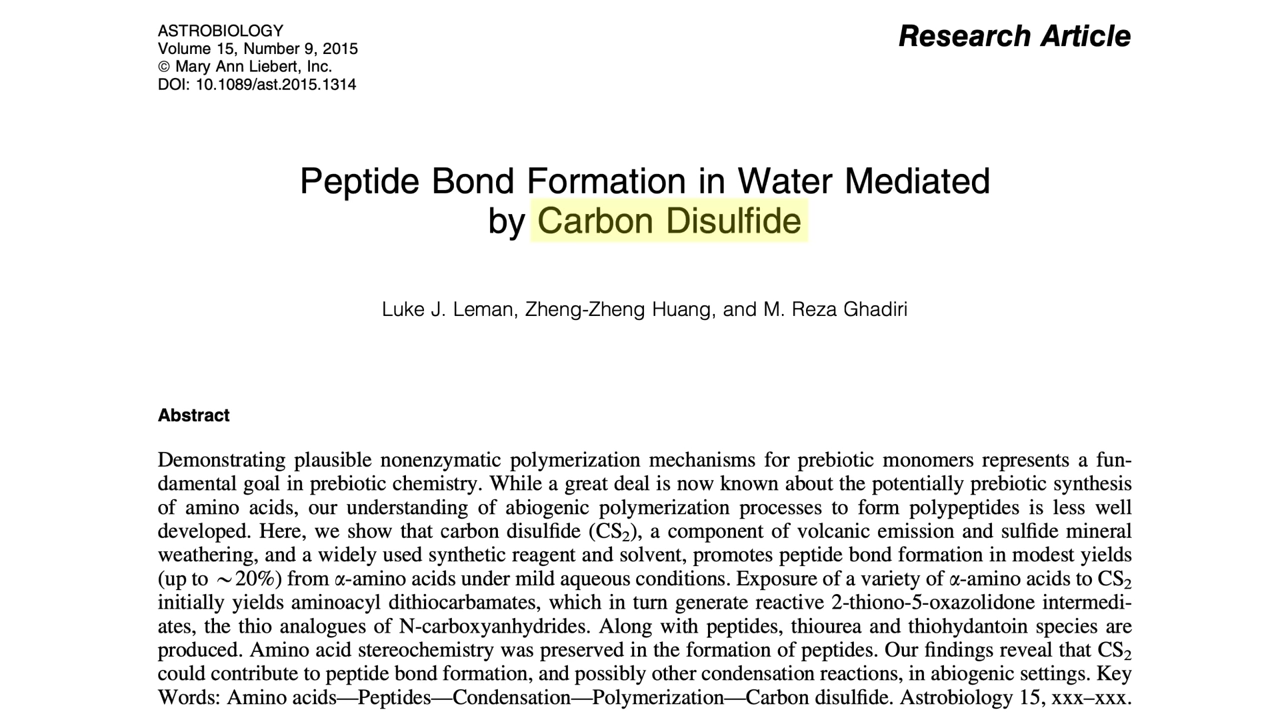 ASTROBIOLOGY
Volume 15, Number 9, 2015
© Mary Ann Liebert, Inc.
DOI: 10.1089/ast.2015.1314
Research Article
Peptide Bond Formation in Water Mediated
by Carbon Disulfide
Luke J. Leman, Zheng-Zheng Huang, and M. Reza Ghadiri
Abstract
Demonstrating plausible nonenzymatic polymerization mechanisms for prebiotic monomers represents a fun-
damental goal in prebiotic chemistry. While a great deal is now known about the potentially prebiotic synthesis
of amino acids, our understanding of abiogenic polymerization processes to form polypeptides is less well
developed. Here, we show that carbon disulfide (CS₂), a component of volcanic emission and sulfide mineral
weathering, and a widely used synthetic reagent and solvent, promotes peptide bond formation in modest yields
(up to ~20%) from α-amino acids under mild aqueous conditions. Exposure of a variety of α-amino acids to CS₂
initially yields aminoacyl dithiocarbamates, which in turn generate reactive 2-thiono-5-oxazolidone intermedi-
ates, the thio analogues of N-carboxyanhydrides. Along with peptides, thiourea and thiohydantoin species are
produced. Amino acid stereochemistry was preserved in the formation of peptides. Our findings reveal that CS₂
could contribute to peptide bond formation, and possibly other condensation reactions, in abiogenic settings. Key
Words: Amino acids—Peptides—Condensation—Polymerization—Carbon disulfide. Astrobiology 15, xxx–xxx.